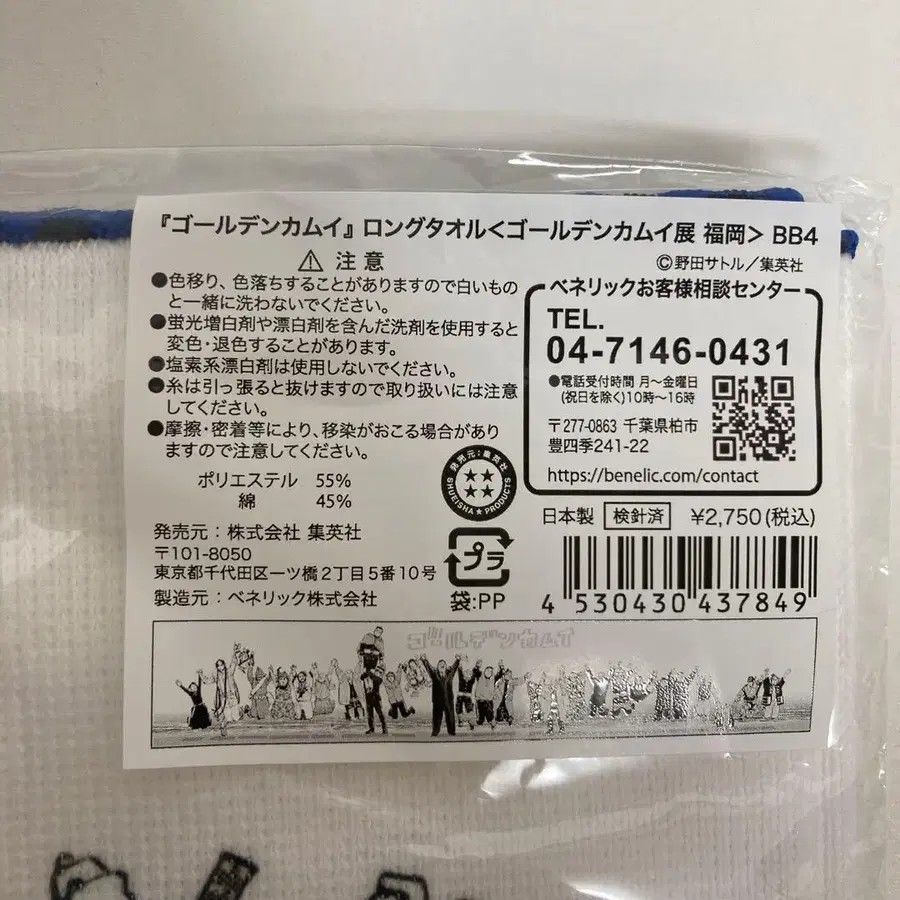 『ゴールデンカムイ』ロングタオル<ゴールデンカムイ展 福岡> BB4
©野田サトル/集英社
⚠ 注意
●色移り、色落ちすることがありますので白いもの
と一緒に洗わないでください。
●蛍光増白剤や漂白剤を含んだ洗剤を使用すると
変色・退色することがあります。
●塩素系漂白剤は使用しないでください。
●糸は引っ張ると抜けますので取り扱いには注意
してください。
●摩擦・密着等により、移染がおこる場合があり
ますので注意してください。
ポリエステル 55%
綿 45%
発売元:株式会社 集英社
〒101-8050
東京都千代田区一ツ橋2丁目5番10号
製造元:ベネリック株式会社
ベネリックお客様相談センター
TEL.
04-7146-0431
●電話受付時間 月〜金曜日
(祝日を除く)10時〜16時
〒277-0863 千葉県柏市
豊四季241-22
https://benelic.com/contact
発売元:集英社
SHUEISHA★PRODUCTS
プラ
袋:PP
日本製 検針済 ¥2,750(税込)
4 530430 437849
ゴールデンカムイ